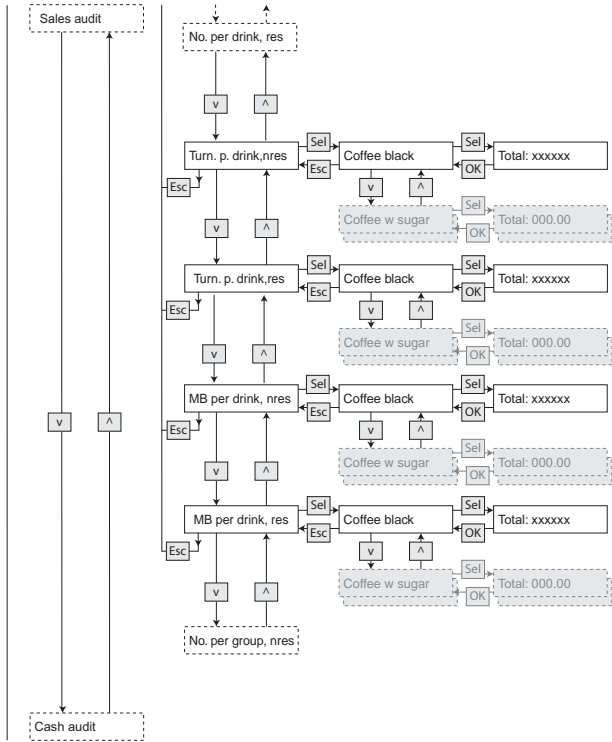 Sales audit
No. per drink, res
v
^
Sel
Sel
Turn. p. drink,nres
Coffee black
Total: xxxxxx
Esc
OK
Esc
v
^
Sel
Coffee w sugar
Total: 000.00
v
^
OK
Sel
Sel
Turn. p. drink,res
Coffee black
Total: xxxxxx
Esc
OK
Esc
v
^
Sel
Coffee w sugar
Total: 000.00
v
^
OK
Sel
Sel
MB per drink, nres
Coffee black
Total: xxxxxx
Esc
OK
v
^
Esc
v
^
Sel
Coffee w sugar
Total: 000.00
v
^
OK
Sel
Sel
MB per drink, res
Coffee black
Total: xxxxxx
Esc
OK
Esc
v
^
Sel
Coffee w sugar
Total: 000.00
v
^
OK
No. per group, nres
Cash audit